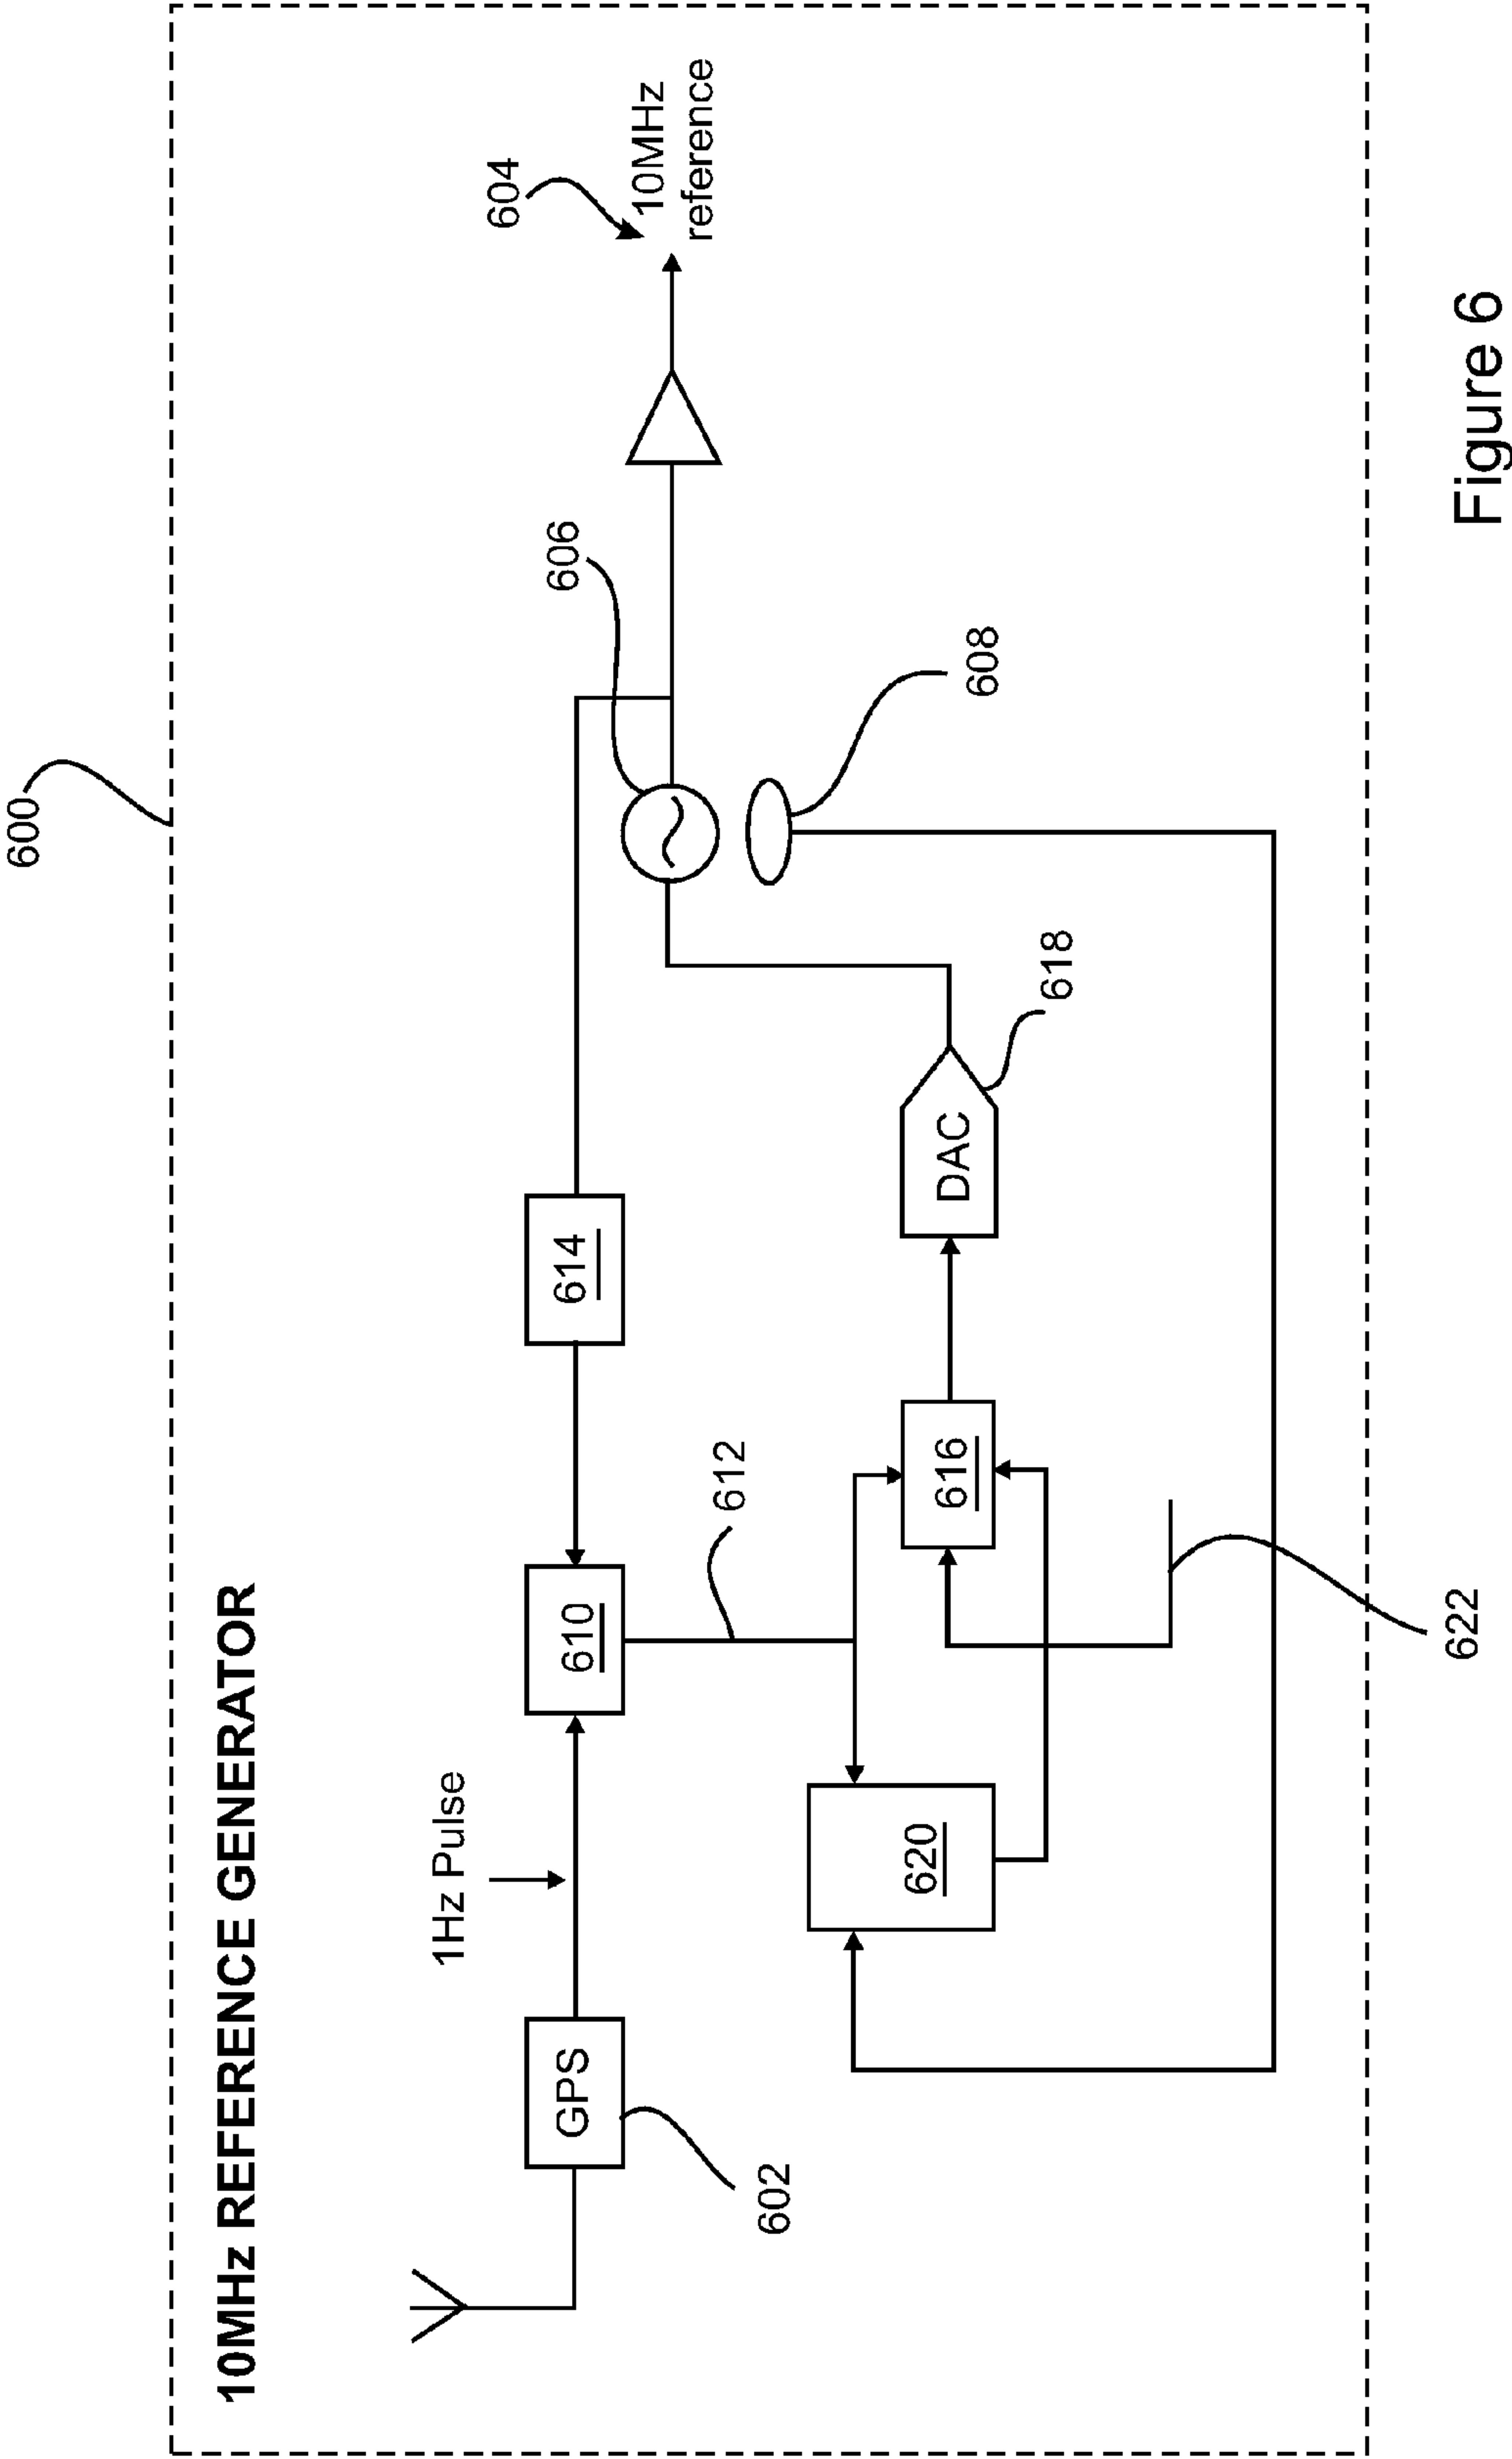 600
10MHz REFERENCE GENERATOR
1Hz Pulse
604
10MHz
reference
606
GPS
610
614
602
612
608
620
616
DAC
618
622
Figure 6